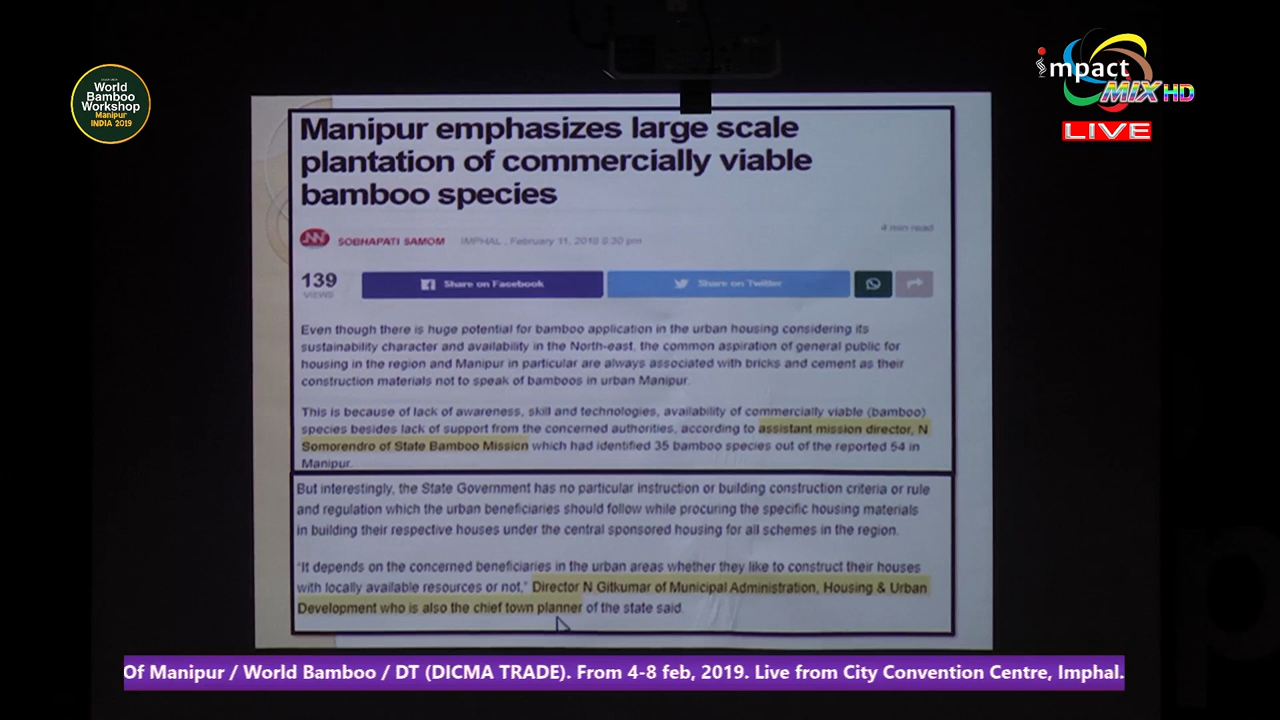 World
Bamboo
Workshop
Manipur
INDIA 2019
impact
MIX HD
LIVE
Manipur emphasizes large scale
plantation of commercially viable
bamboo species
NN
SOBHAPATI SAMOM IMPHAL , February 11, 2018 9:30 pm
4 min read
139
VIEWS
Share on Facebook
Share on Twitter
Even though there is huge potential for bamboo application in the urban housing considering its
sustainability character and availability in the North-east, the common aspiration of general public for
housing in the region and Manipur in particular are always associated with bricks and cement as their
construction materials not to speak of bamboos in urban Manipur.
This is because of lack of awareness, skill and technologies, availability of commercially viable (bamboo)
species besides lack of support from the concerned authorities, according to assistant mission director, N
Somorendro of State Bamboo Mission which had identified 35 bamboo species out of the reported 54 in
Manipur.
But interestingly, the State Government has no particular instruction or building construction criteria or rule
and regulation which the urban beneficiaries should follow while procuring the specific housing materials
in building their respective houses under the central sponsored housing for all schemes in the region.
"It depends on the concerned beneficiaries in the urban areas whether they like to construct their houses
with locally available resources or not," Director N Gitkumar of Municipal Administration, Housing & Urban
Development who is also the chief town planner of the state said.
Of Manipur / World Bamboo / DT (DICMA TRADE). From 4-8 feb, 2019. Live from City Convention Centre, Imphal.